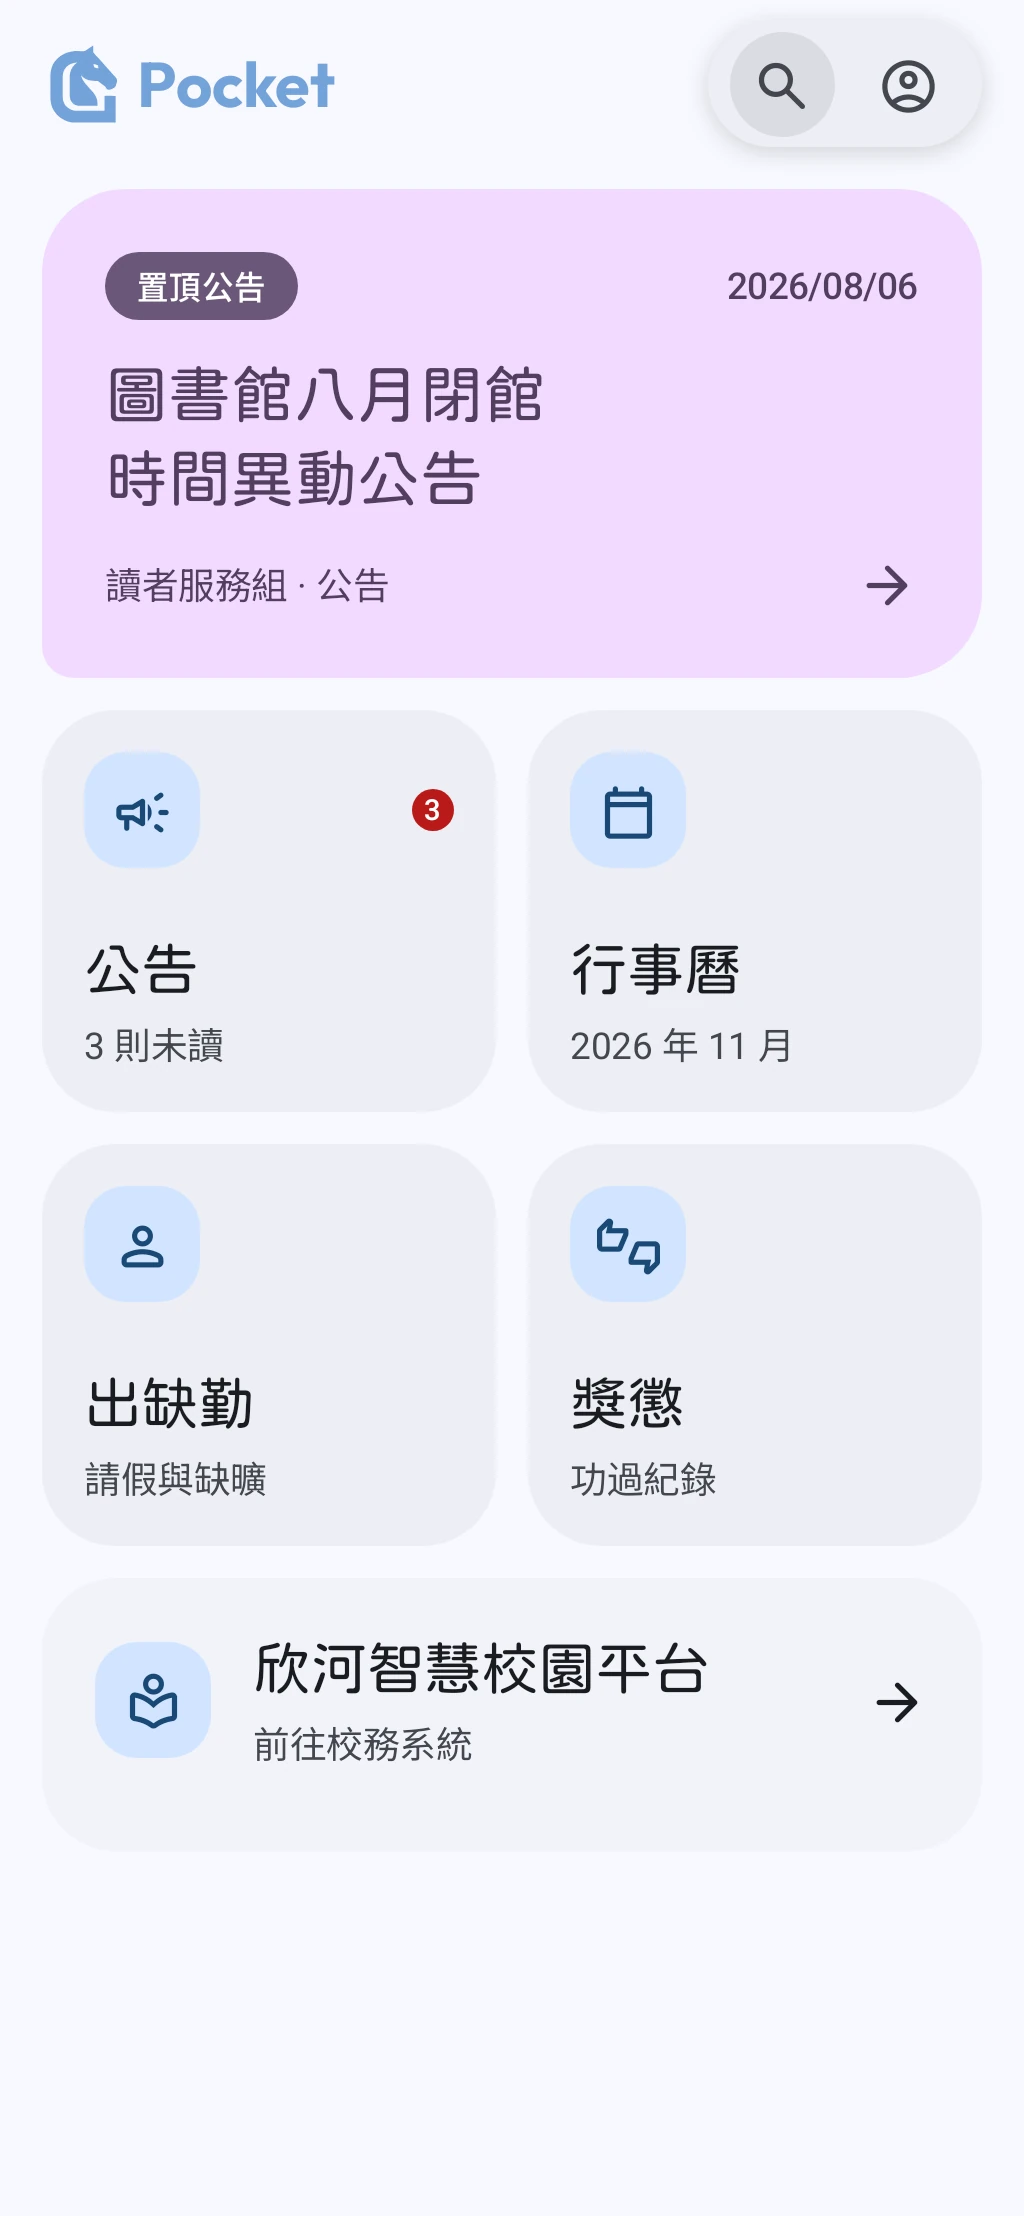 Pocket
置頂公告
2026/08/06
圖書館八月閉館
時間異動公告
讀者服務組 · 公告
3
公告
3 則未讀
行事曆
2026 年 11 月
出缺勤
請假與缺曠
獎懲
功過紀錄
欣河智慧校園平台
前往校務系統